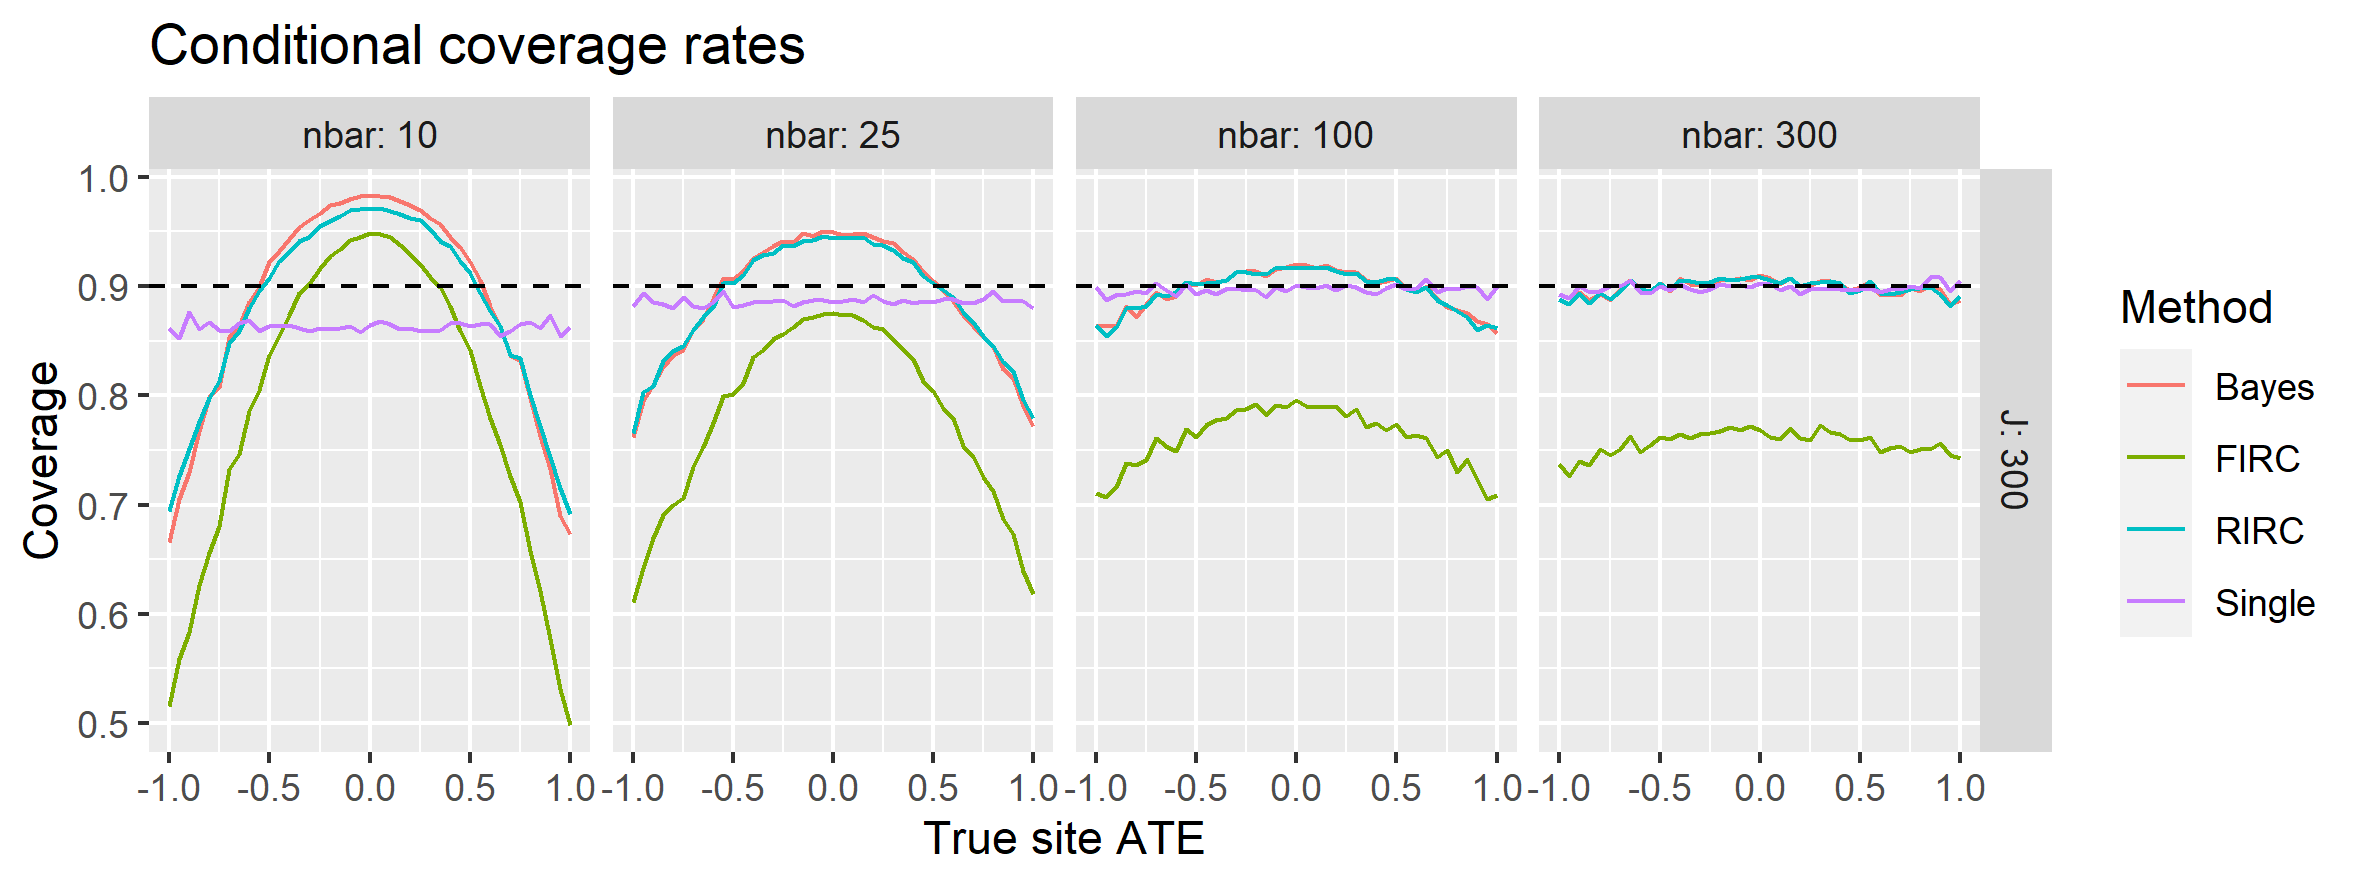 Conditional coverage rates
nbar: 10
nbar: 25
nbar: 100
nbar: 300
J: 300
Coverage
1.0
0.9
0.8
0.7
0.6
0.5
-1.0 -0.5 0.0 0.5 1.0
-1.0 -0.5 0.0 0.5 1.0
-1.0 -0.5 0.0 0.5 1.0
-1.0 -0.5 0.0 0.5 1.0
True site ATE
Method
Bayes
FIRC
RIRC
Single